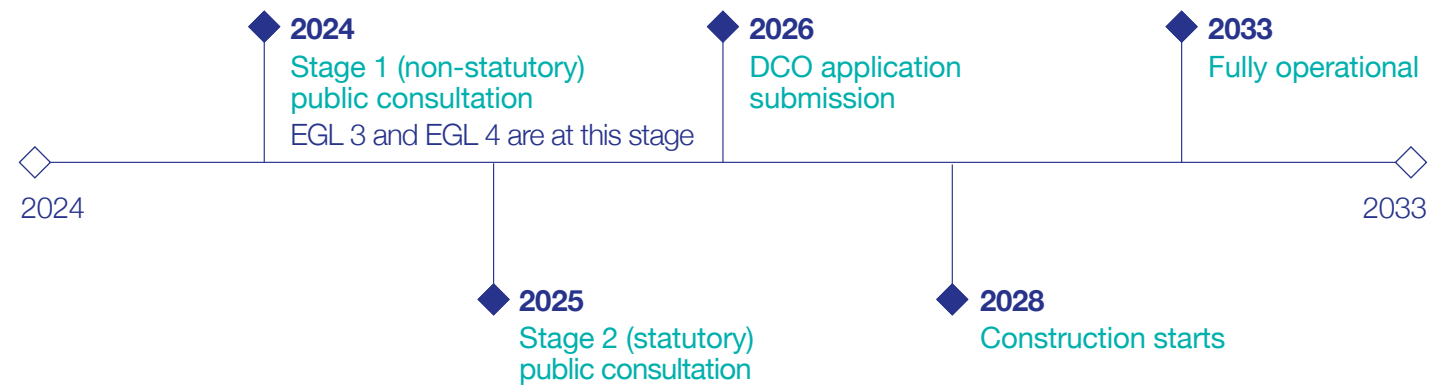 2024
Stage 1 (non-statutory)
public consultation
EGL 3 and EGL 4 are at this stage
2026
DCO application
submission
2033
Fully operational
2024
2033
2025
Stage 2 (statutory)
public consultation
2028
Construction starts